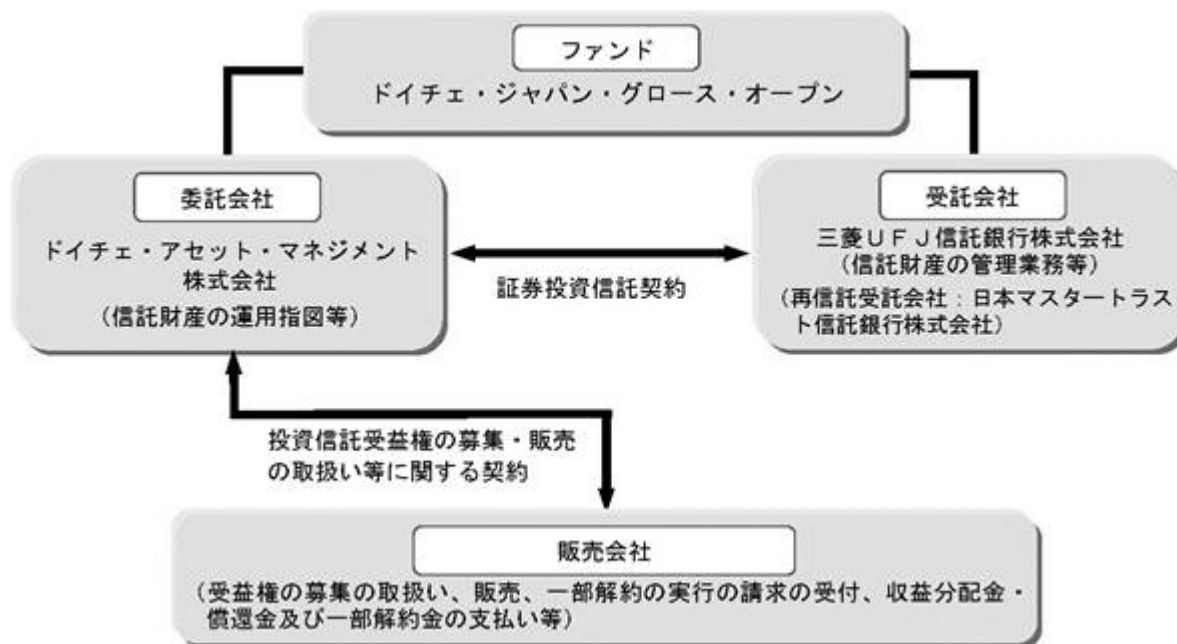 ファンド
ドイチェ・ジャパン・グロース・オープン
委託会社
ドイチェ・アセット・マネジメント
株式会社
(信託財産の運用指図等)
受託会社
三菱UFJ信託銀行株式会社
(信託財産の管理業務等)
(再信託受託会社:日本マスタートラス
ト信託銀行株式会社)
証券投資信託契約
投資信託受益権の募集・販売
の取扱い等に関する契約
販売会社
(受益権の募集の取扱い、販売、一部解約の実行の請求の受付、収益分配金・
償還金及び一部解約金の支払い等)